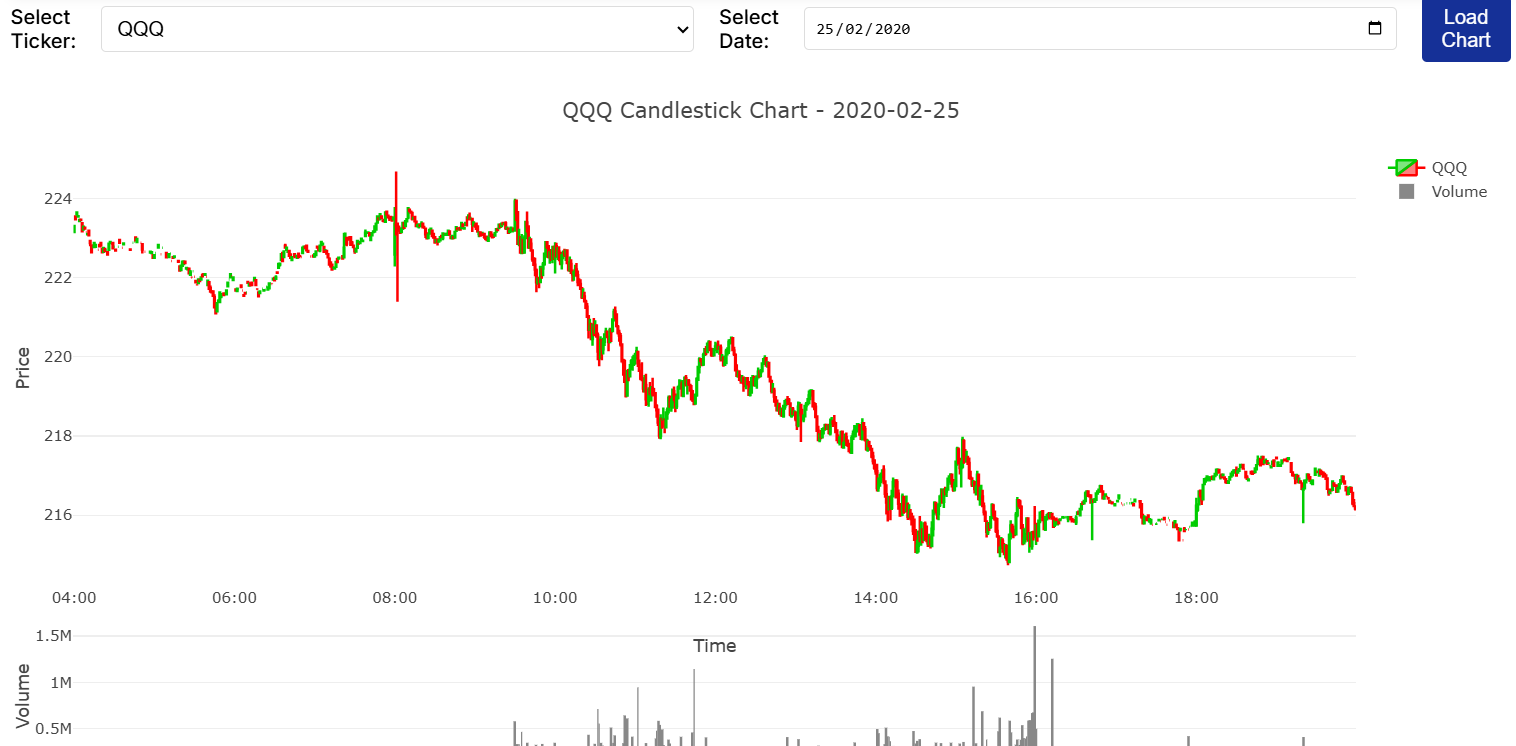 Select Ticker:
QQQ
Select Date:
25/02/2020
Load Chart
QQQ Candlestick Chart - 2020-02-25
QQQ
Volume
Price
224
222
220
218
216
04:00 06:00 08:00 10:00 12:00 14:00 16:00 18:00
Time
Volume
1.5M
1M
0.5M